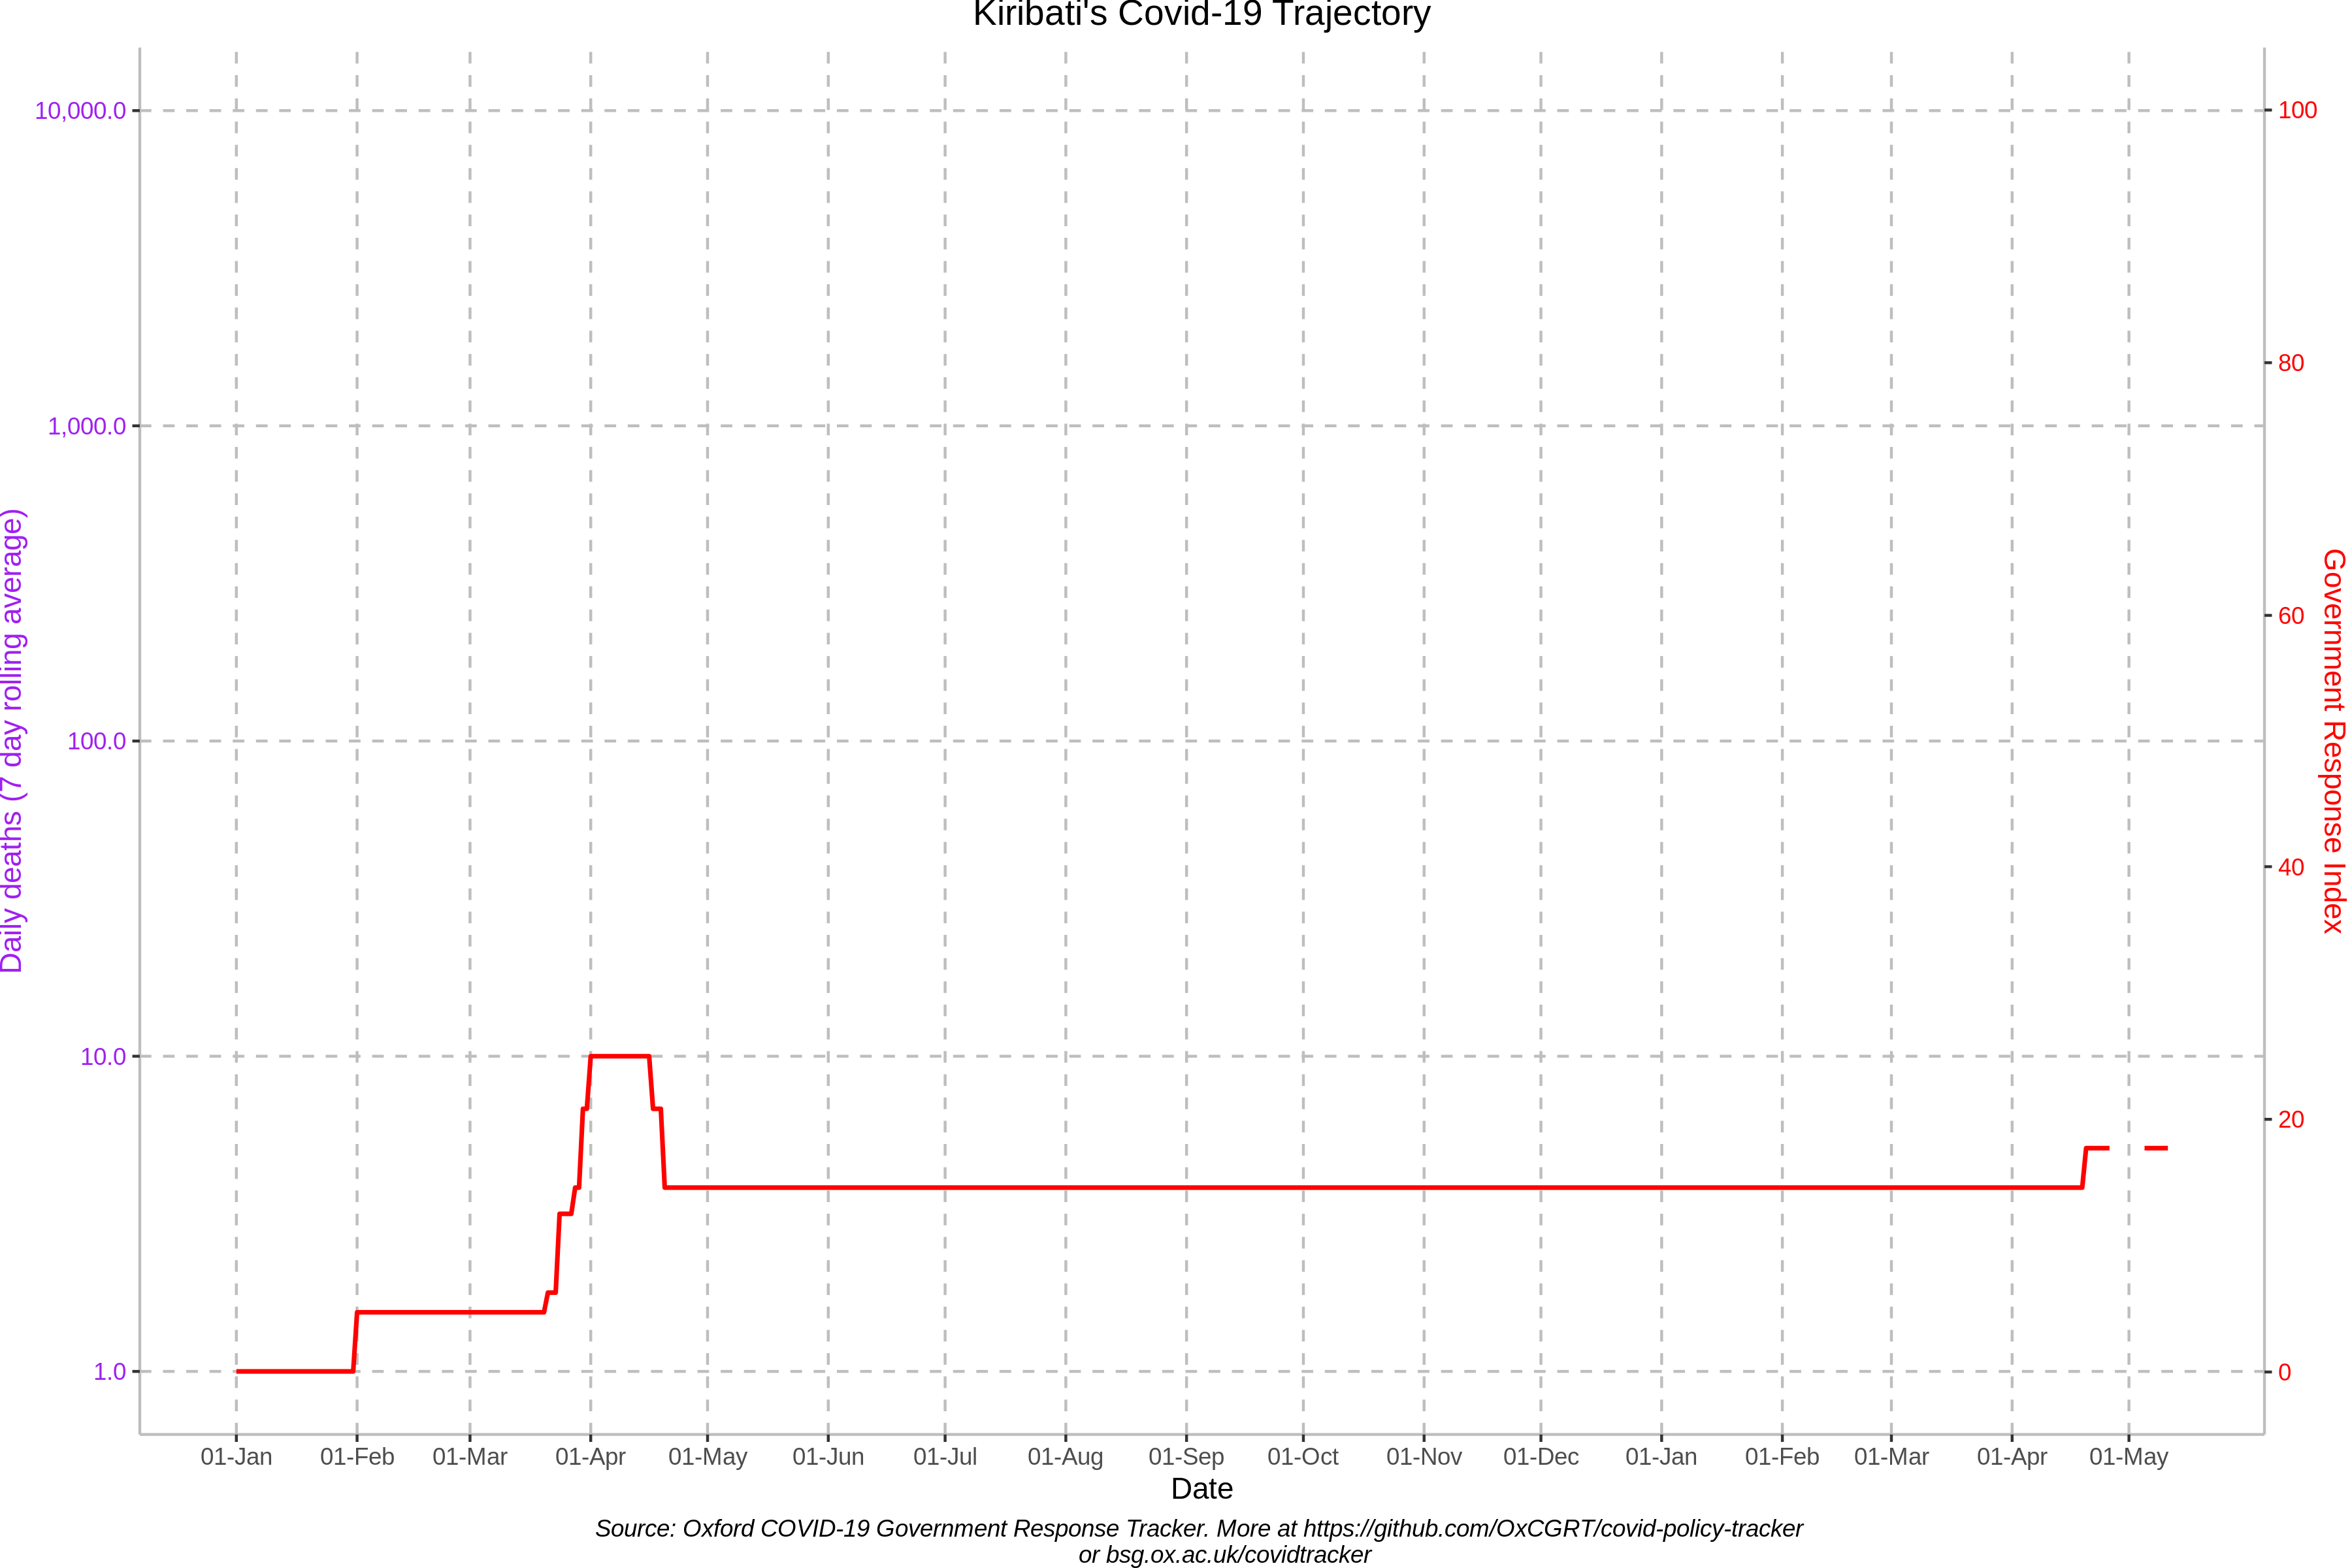 Kiribati's Covid-19 Trajectory
Daily deaths (7 day rolling average)
10,000.0
1,000.0
100.0
10.0
1.0
100
80
60
40
20
0
Government Response Index
01-Jan 01-Feb 01-Mar 01-Apr 01-May 01-Jun 01-Jul 01-Aug 01-Sep 01-Oct 01-Nov 01-Dec 01-Jan 01-Feb 01-Mar 01-Apr 01-May
Date
Source: Oxford COVID-19 Government Response Tracker. More at https://github.com/OxCGRT/covid-policy-tracker
or bsg.ox.ac.uk/covidtracker